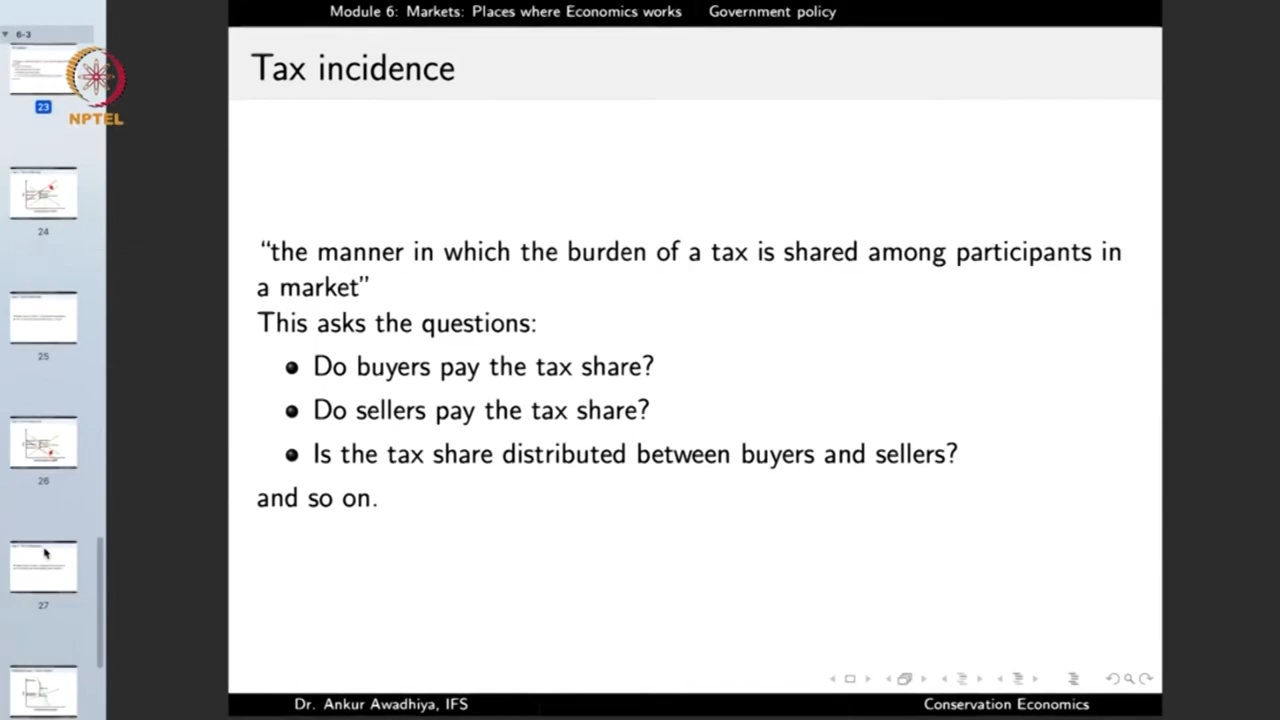 Module 6: Markets: Places where Economics works Government policy
6-3
NPTEL
23
24
25
26
27
Tax incidence
“the manner in which the burden of a tax is shared among participants in
a market”
This asks the questions:
Do buyers pay the tax share?
Do sellers pay the tax share?
Is the tax share distributed between buyers and sellers?
and so on.
Dr. Ankur Awadhiya, IFS Conservation Economics